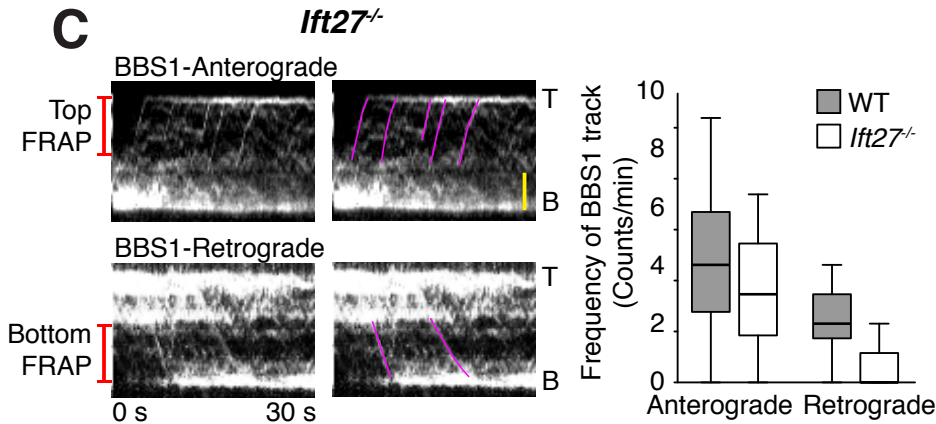 C
Ift27-/-
BBS1-Anterograde
Top
FRAP
T
B
BBS1-Retrograde
Bottom
FRAP
T
B
0 s
30 s
Frequency of BBS1 track
(Counts/min)
10
8
6
4
2
0
WT
Ift27-/-
Anterograde
Retrograde